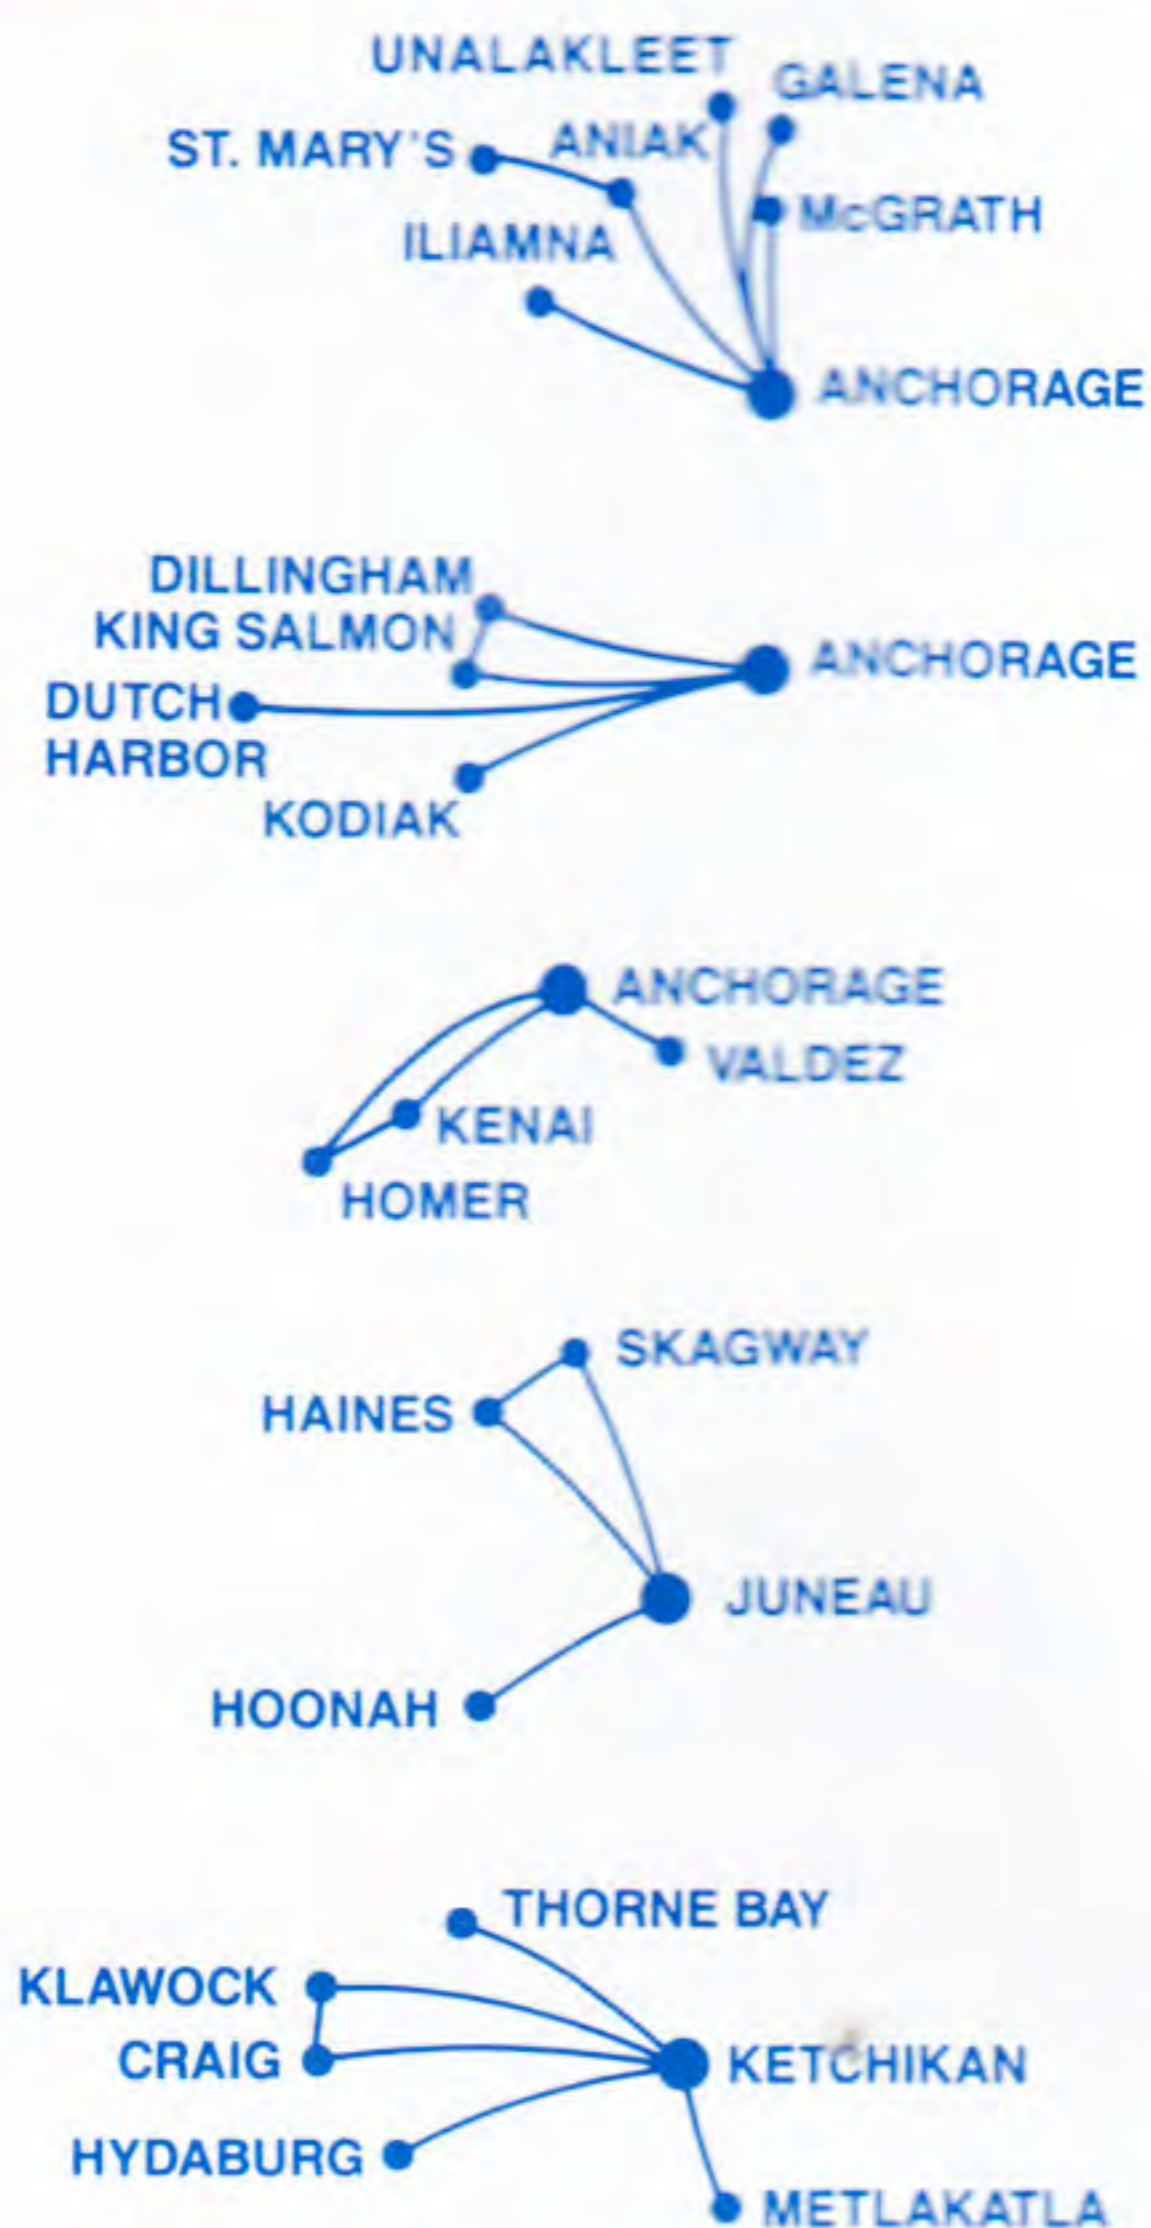 UNALAKLEET
GALENA
ST. MARY'S
ANIAK
McGRATH
ILIAMNA
ANCHORAGE
DILLINGHAM
KING SALMON
ANCHORAGE
DUTCH
HARBOR
KODIAK
ANCHORAGE
VALDEZ
KENAI
HOMER
SKAGWAY
HAINES
JUNEAU
HOONAH
THORNE BAY
KLAWOCK
CRAIG
KETCHIKAN
HYDABURG
METLAKATLA